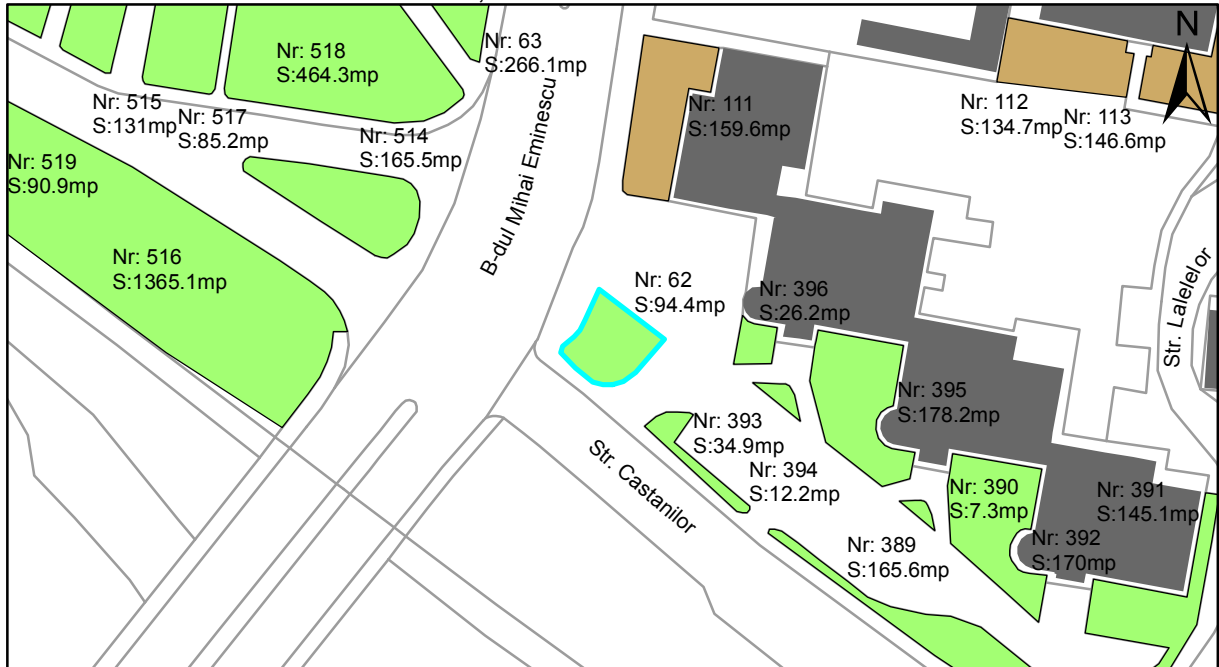 N
Nr: 63
S:266.1mp
Nr: 518
S:464.3mp
Nr: 515
S:131mp
Nr: 517
S:85.2mp
Nr: 514
S:165.5mp
Nr: 111
S:159.6mp
Nr: 112
S:134.7mp
Nr: 113
S:146.6mp
Nr: 519
S:90.9mp
B-dul Mihai Eminescu
Nr: 516
S:1365.1mp
Nr: 62
S:94.4mp
Nr: 396
S:26.2mp
Str. Lalelelor
Nr: 395
S:178.2mp
Nr: 393
S:34.9mp
Nr: 394
S:12.2mp
Str. Castanilor
Nr: 390
S:7.3mp
Nr: 391
S:145.1mp
Nr: 389
S:165.6mp
Nr: 392
S:170mp